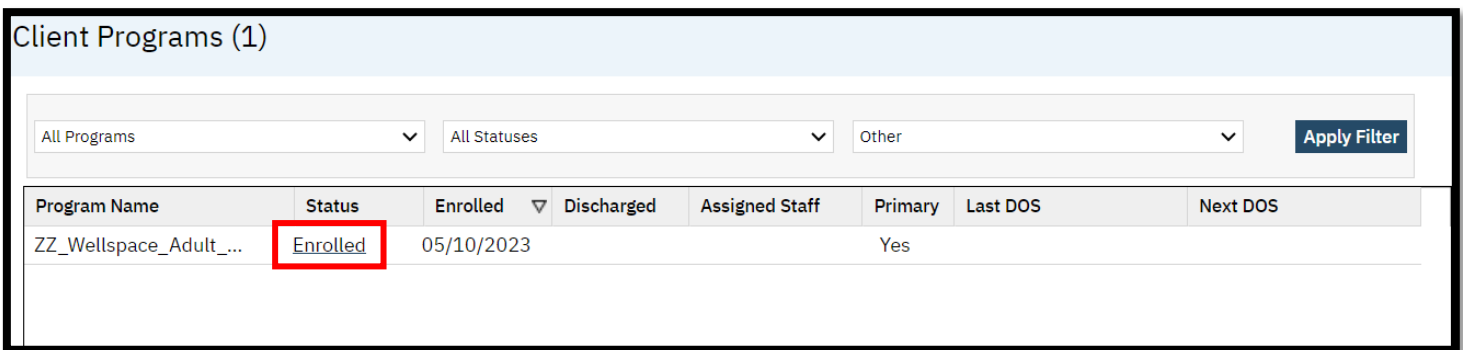 Client Programs (1)
All Programs All Statuses Other Apply Filter
Program Name Status Enrolled Discharged Assigned Staff Primary Last DOS Next DOS
ZZ_Wellspace_Adult_... Enrolled 05/10/2023 Yes